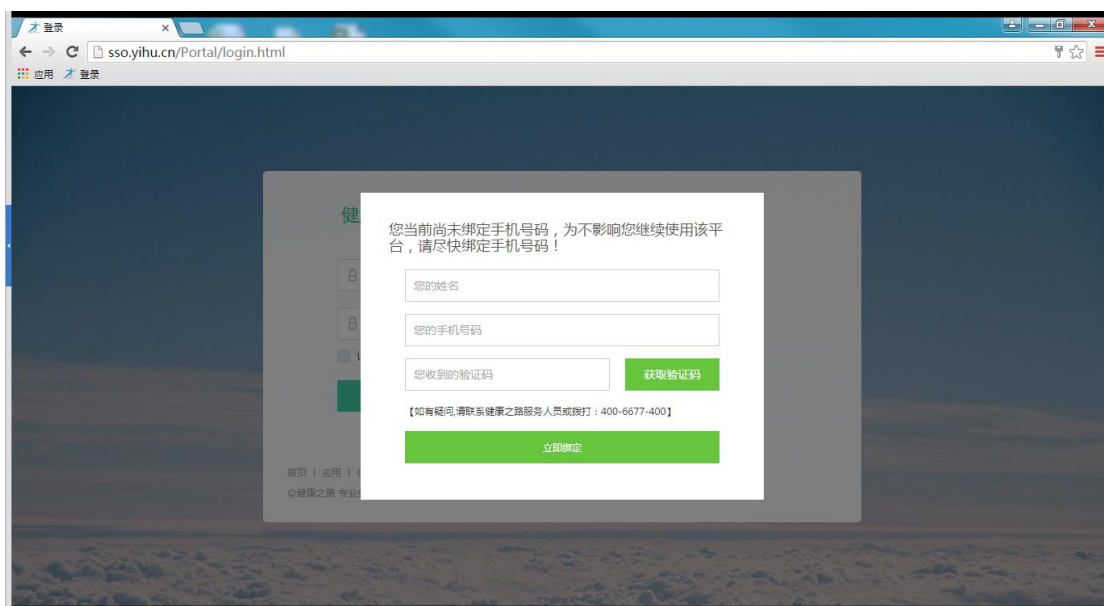 登录
sso.yihu.cn/Portal/login.html
应用 登录
健
您当前尚未绑定手机号码，为不影响您继续使用该平
台，请尽快绑定手机号码！
您的姓名
您的手机号码
您收到的验证码 获取验证码
【如有疑问,请联系健康之路服务人员或拨打：400-6677-400】
立即绑定
首页 | 应用 |
©健康之路 专业